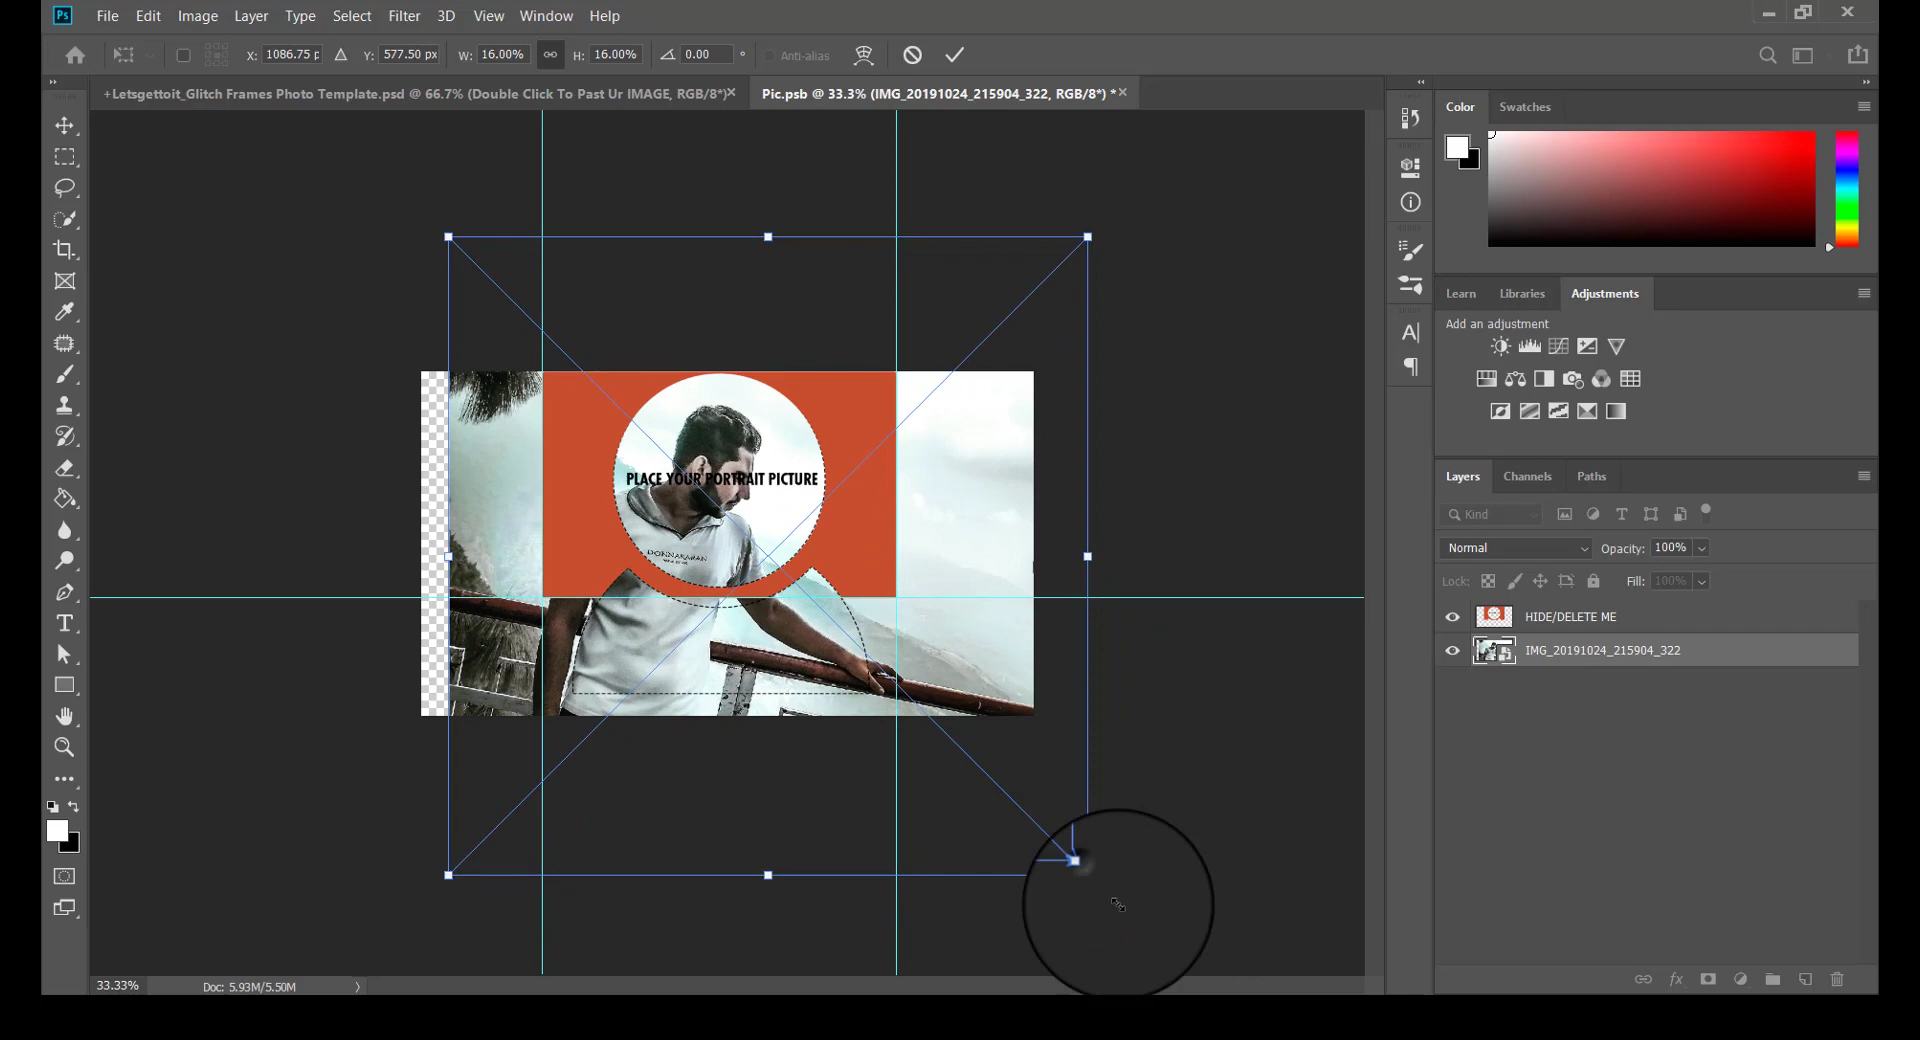 Ps File Edit Image Layer Type Select Filter 3D View Window Help
X: 1086.75 p Y: 577.50 px W: 16.00% H: 16.00% 0.00 ° Anti-alias
+Letsgettoit_Glitch Frames Photo Template.psd @ 66.7% (Double Click To Past Ur IMAGE, RGB/8*) Pic.psb @ 33.3% (IMG_20191024_215904_322, RGB/8*) *
Color Swatches
Learn Libraries Adjustments
Add an adjustment
PLACE YOUR PORTRAIT PICTURE
DONNAKARAN
Layers Channels Paths
Kind
Normal Opacity: 100%
Lock: Fill: 100%
HIDE/DELETE ME
IMG_20191024_215904_322
33.33% Doc: 5.93M/5.50M